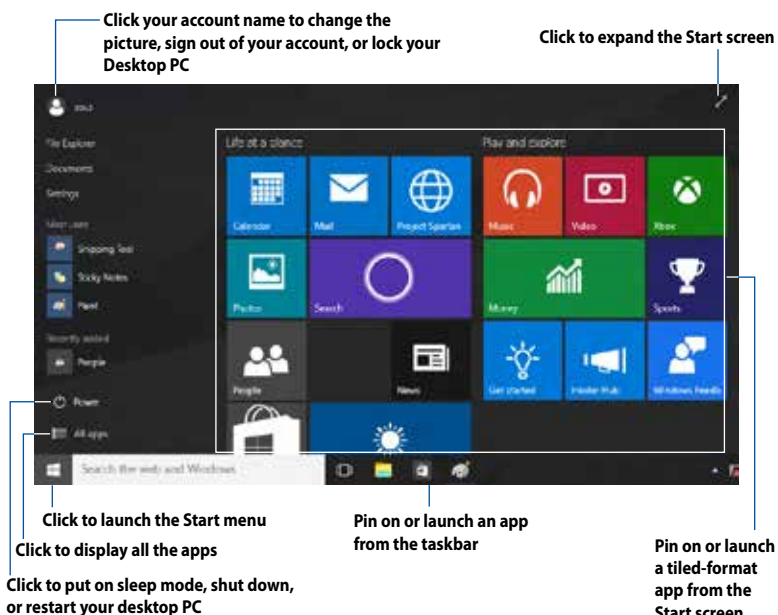 Click your account name to change the
picture, sign out of your account, or lock your
Desktop PC
Click to expand the Start screen
File Explorer
Documents
Settings
Most used
Snipping Tool
Sticky Notes
Paint
Recently added
People
Power
All apps
Search the web and Windows
Life at a glance
Play and explore
Calendar
Mail
Project Spartan
Music
Video
Xbox
Photos
Search
Money
Sports
People
News
Get started
Insider Hub
Windows Feedb
Click to launch the Start menu
Click to display all the apps
Click to put on sleep mode, shut down,
or restart your desktop PC
Pin on or launch an app
from the taskbar
Pin on or launch
a tiled-format
app from the
Start screen